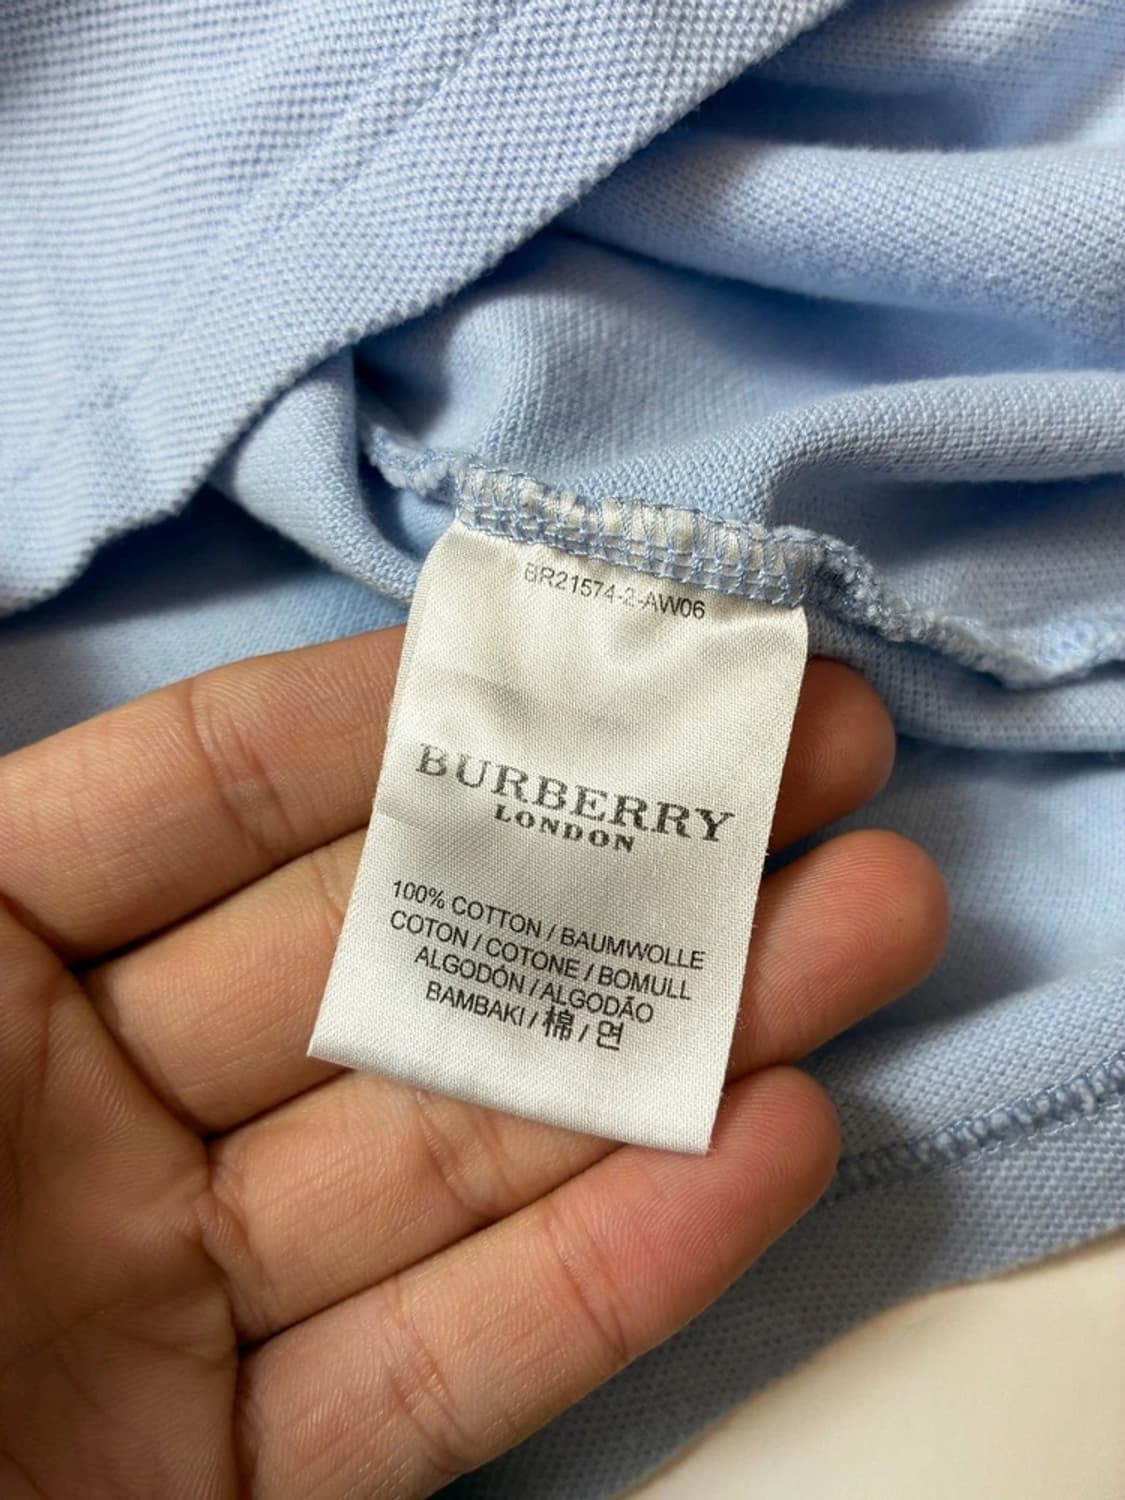 BR21574-2-AW06
BURBERRY
LONDON
100% COTTON / BAUMWOLLE
COTON / COTONE / BOMULL
ALGODÓN / ALGODÃO
BAMBAKI / 棉 / 면